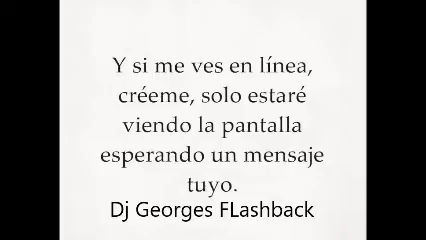 Y si me ves en línea,
créeme, solo estaré
viendo la pantalla
esperando un mensaje
tuyo.
Dj Georges FLashback